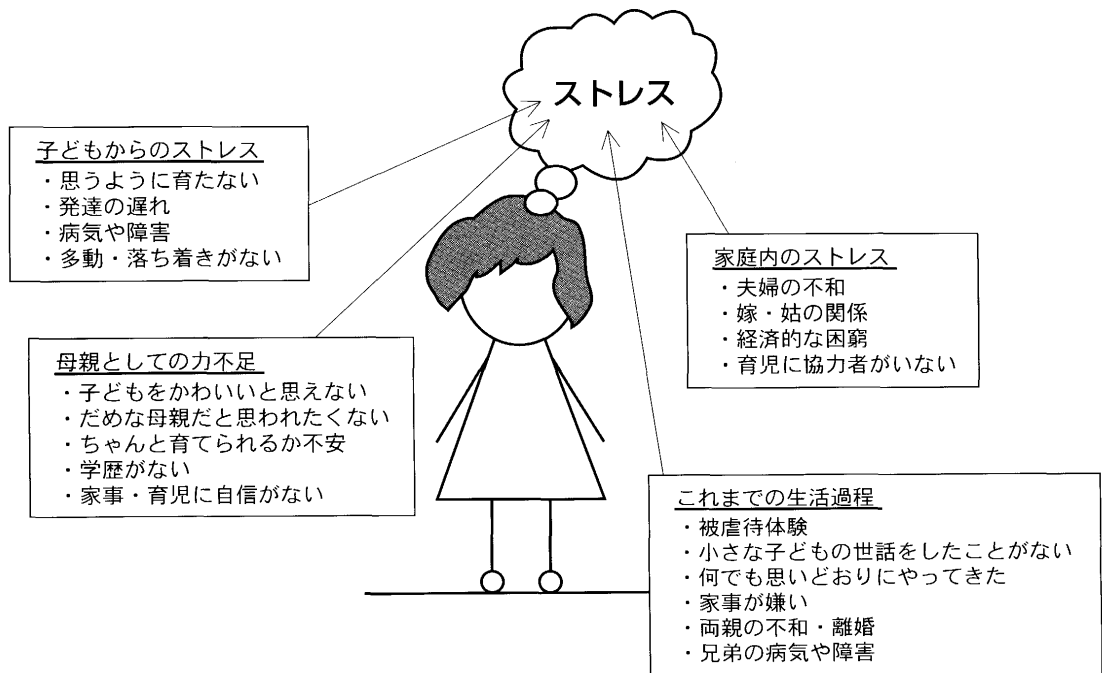 ストレス
子どもからのストレス
・思うように育たない
・発達の遅れ
・病気や障害
・多動・落ち着きがない
家庭内のストレス
・夫婦の不和
・嫁・姑の関係
・経済的な困窮
・育児に協力者がいない
母親としての力不足
・子どもをかわいいと思えない
・だめな母親だと思われたくない
・ちゃんと育てられるか不安
・学歴がない
・家事・育児に自信がない
これまでの生活過程
・被虐待体験
・小さな子どもの世話をしたことがない
・何でも思いどおりにやってきた
・家事が嫌い
・両親の不和・離婚
・兄弟の病気や障害